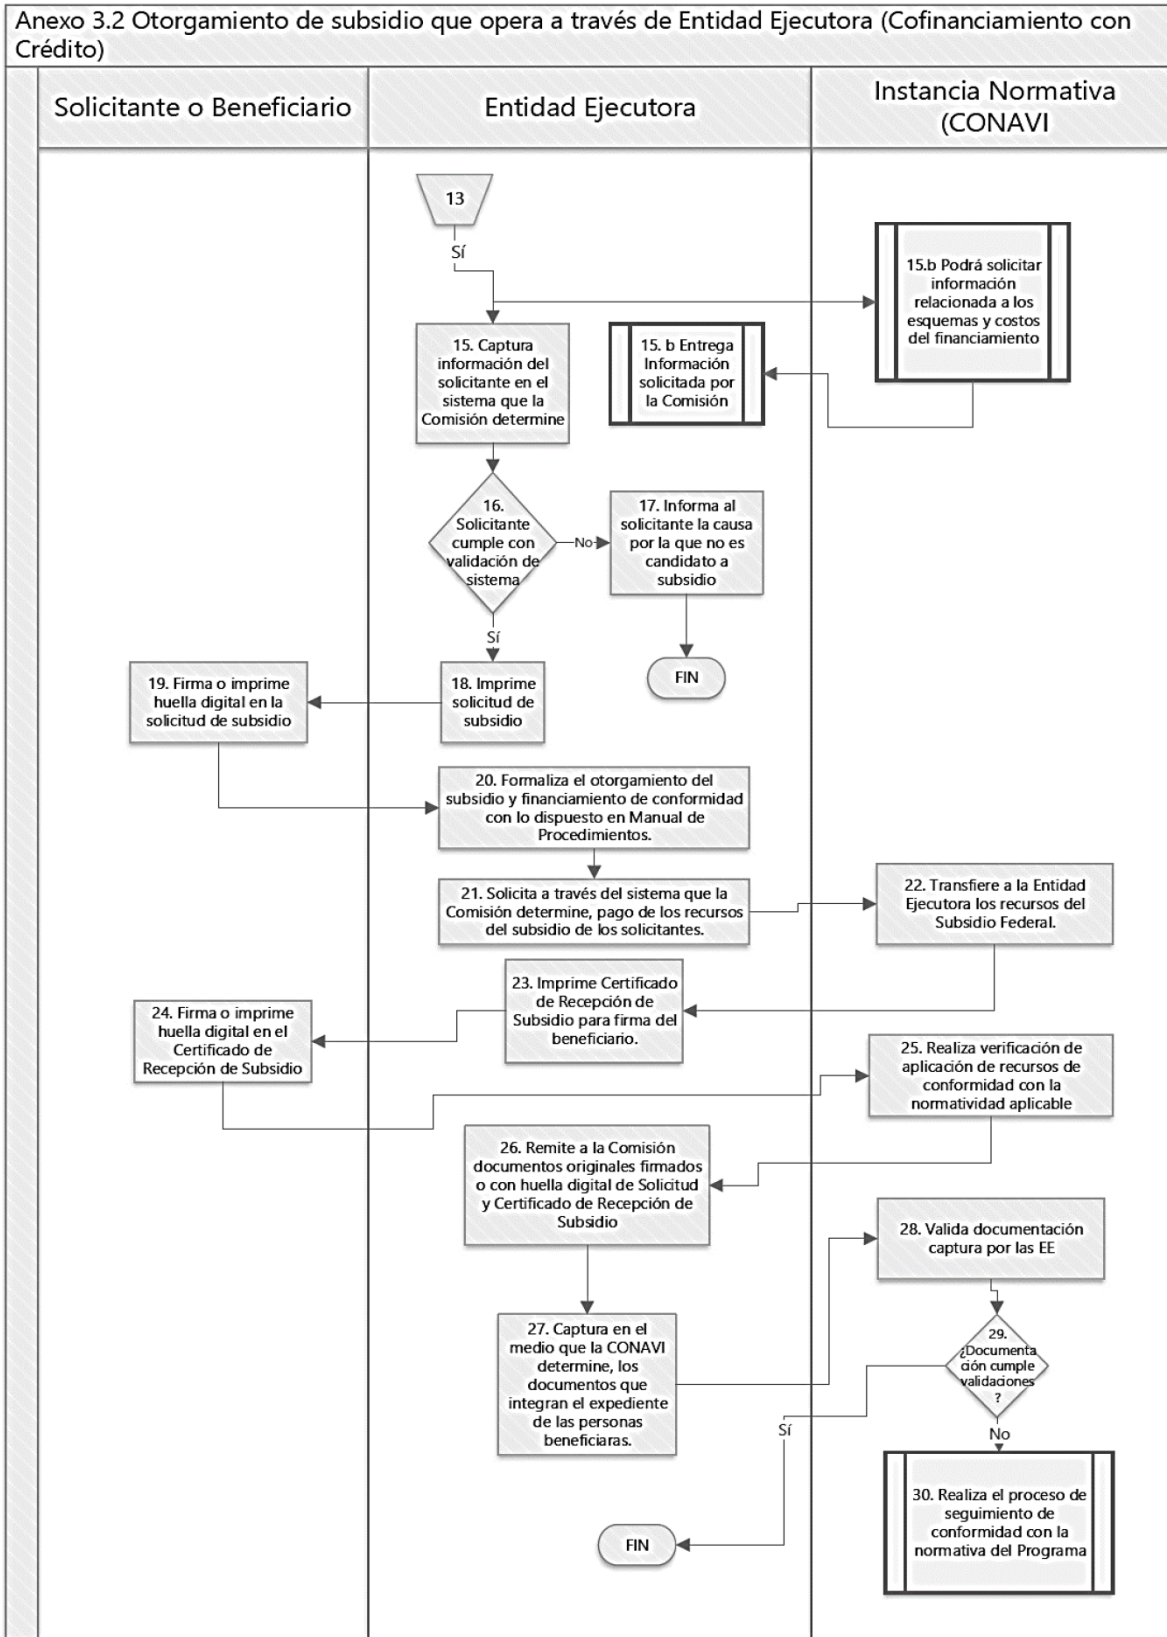 Anexo 3.2 Otorgamiento de subsidio que opera a través de Entidad Ejecutora (Cofinanciamiento con
Crédito)
Solicitante o Beneficiario
Entidad Ejecutora
Instancia Normativa
(CONAVI
13
Sí
15.b Podrá solicitar
información
relacionada a los
esquemas y costos
del financiamiento
15. Captura
información del
solicitante en el
sistema que la
Comisión determine
15. b Entrega
Información
solicitada por
la Comisión
16.
Solicitante
cumple con
validación de
sistema
No
17. Informa al
solicitante la causa
por la que no es
candidato a
subsidio
Sí
FIN
18. Imprime
solicitud de
subsidio
19. Firma o imprime
huella digital en la
solicitud de subsidio
20. Formaliza el otorgamiento del
subsidio y financiamiento de conformidad
con lo dispuesto en Manual de
Procedimientos.
21. Solicita a través del sistema que la
Comisión determine, pago de los recursos
del subsidio de los solicitantes.
22. Transfiere a la Entidad
Ejecutora los recursos del
Subsidio Federal.
23. Imprime Certificado
de Recepción de
Subsidio para firma del
beneficiario.
24. Firma o imprime
huella digital en el
Certificado de
Recepción de Subsidio
25. Realiza verificación de
aplicación de recursos de
conformidad con la
normatividad aplicable
26. Remite a la Comisión
documentos originales firmados
o con huella digital de Solicitud
y Certificado de Recepción de
Subsidio
27. Captura en el
medio que la CONAVI
determine, los
documentos que
integran el expediente
de las personas
beneficiaras.
28. Valida documentación
captura por las EE
29.
¿Documenta
ción cumple
validaciones
?
Sí
No
30. Realiza el proceso de
seguimiento de
conformidad con la
normativa del Programa
FIN